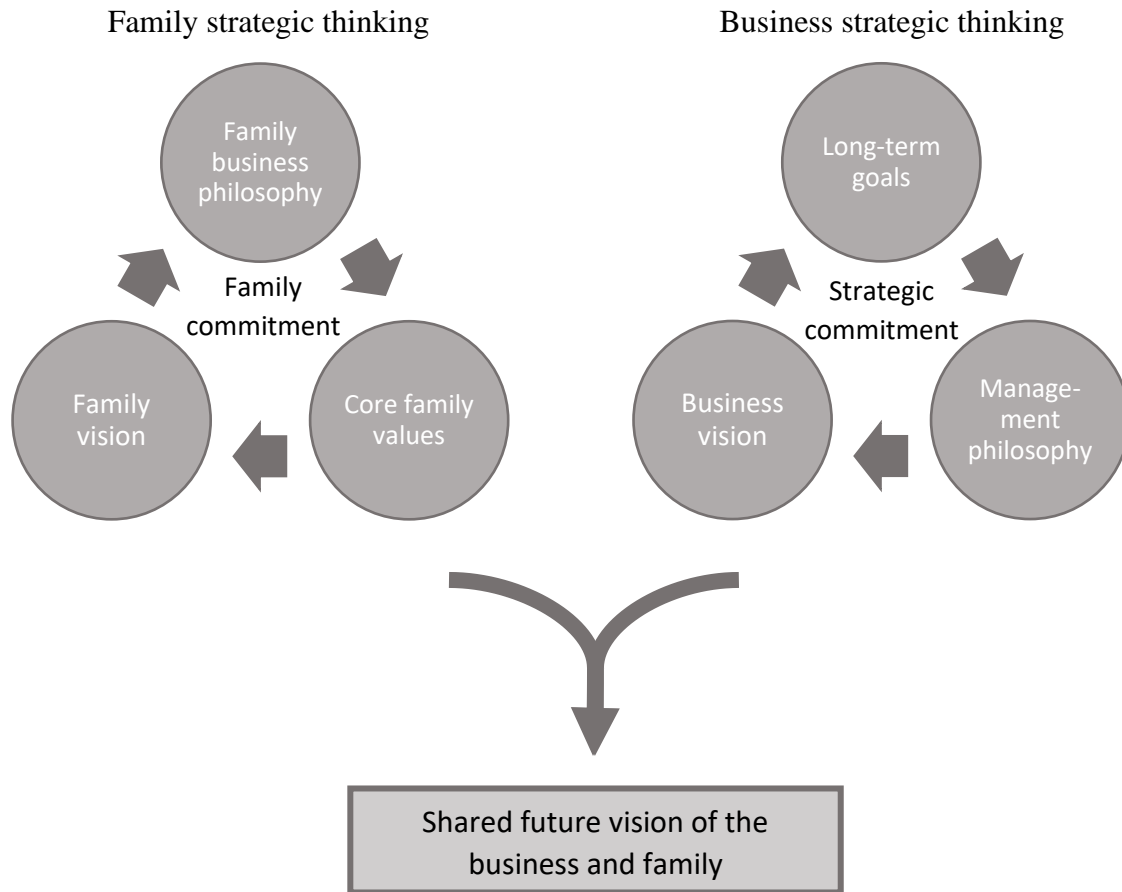 Family strategic thinking
Business strategic thinking
Family
business
philosophy
Long-term
goals
Family
commitment
Strategic
commitment
Family
vision
Core family
values
Business
vision
Manage-
ment
philosophy
Shared future vision of the
business and family